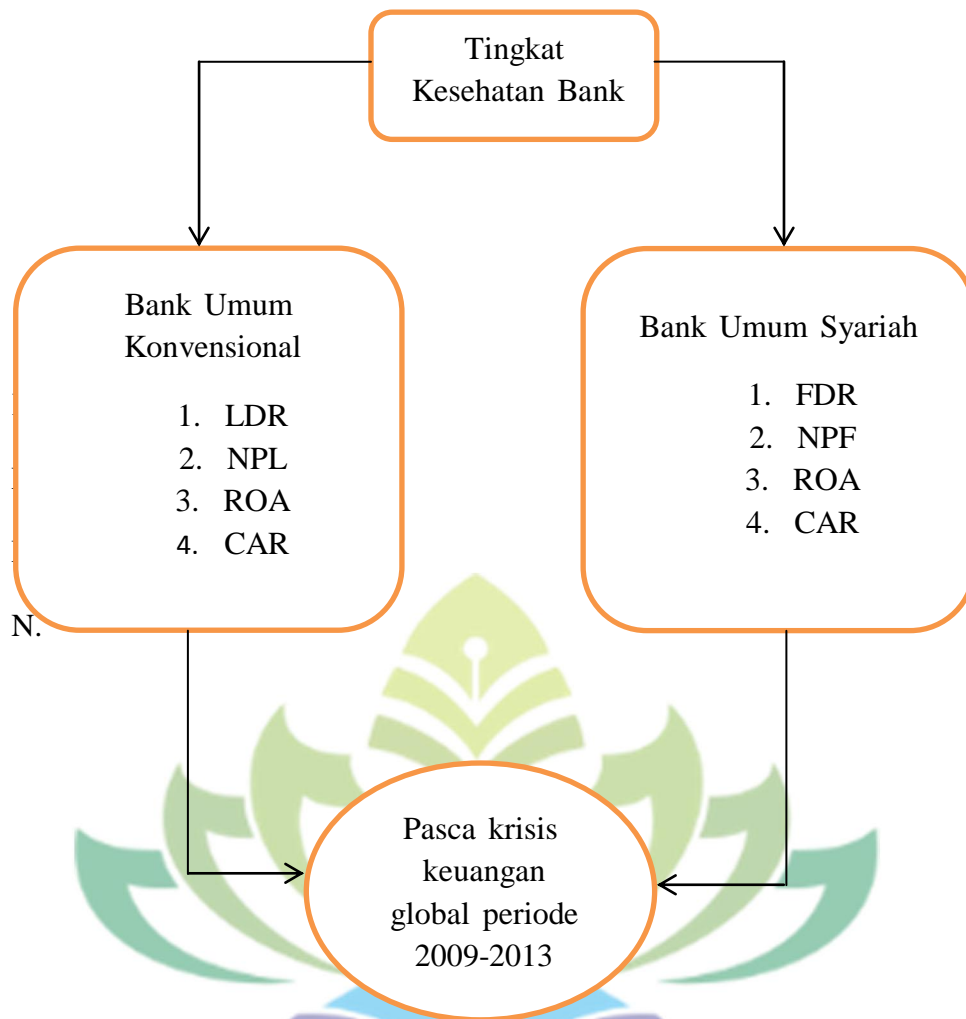 Tingkat
Kesehatan Bank
Bank Umum
Konvensional
1. LDR
2. NPL
3. ROA
4. CAR
Bank Umum Syariah
1. FDR
2. NPF
3. ROA
4. CAR
N.
Pasca krisis
keuangan
global periode
2009-2013